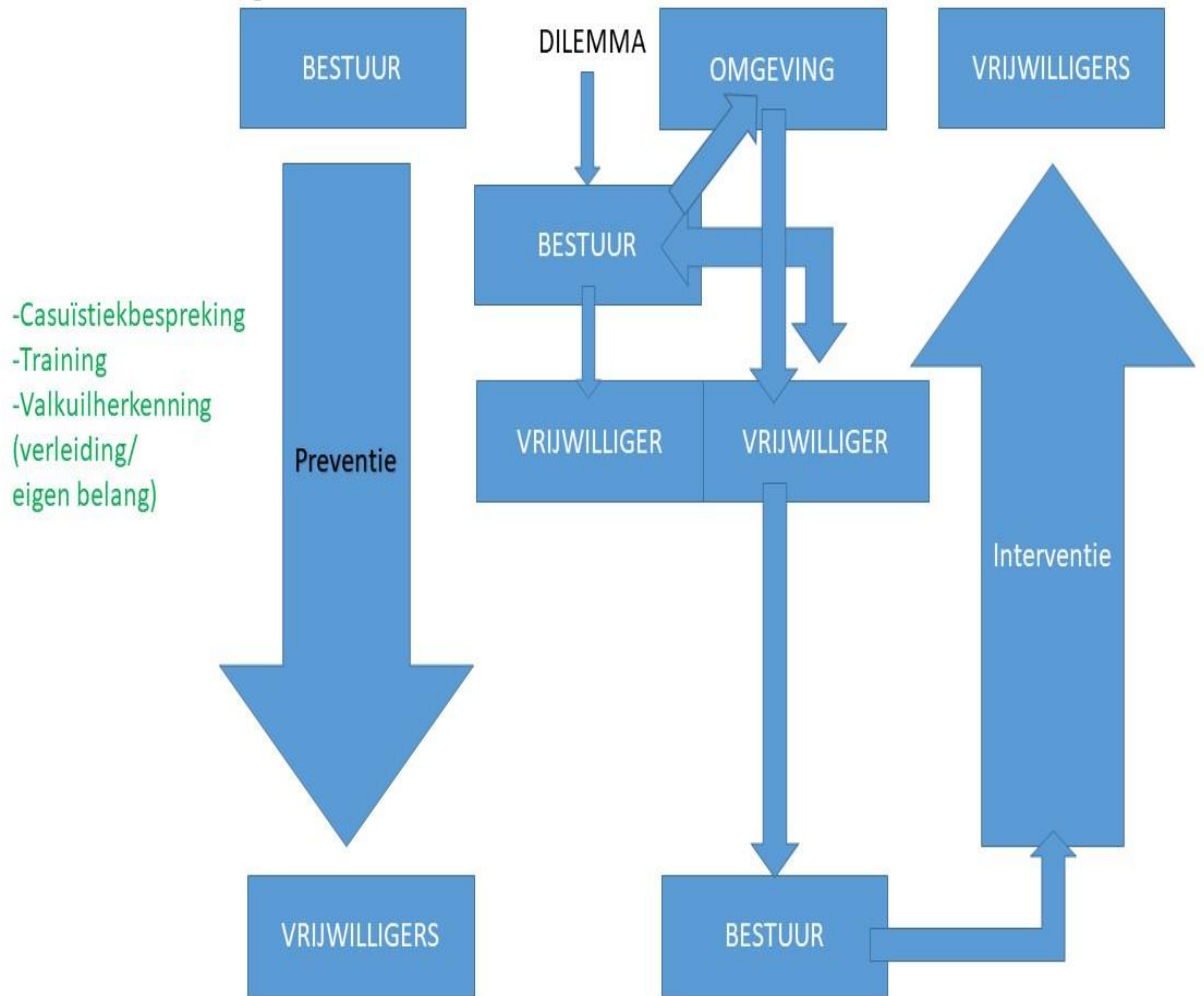 BESTUUR
DILEMMA
OMGEVING
VRIJWILLIGERS
BESTUUR
-Casuïstiekbespreking
-Training
-Valkuilherkenning
(verleiding/
eigen belang)
Preventie
VRIJWILLIGER
VRIJWILLIGER
Interventie
VRIJWILLIGERS
BESTUUR